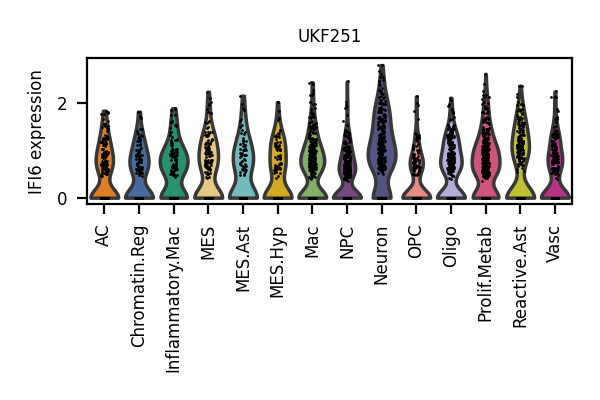 UKF251
IFI6 expression
2
0
AC
Chromatin.Reg
Inflammatory.Mac
MES
MES.Ast
MES.Hyp
Mac
NPC
Neuron
OPC
Oligo
Prolif.Metab
Reactive.Ast
Vasc